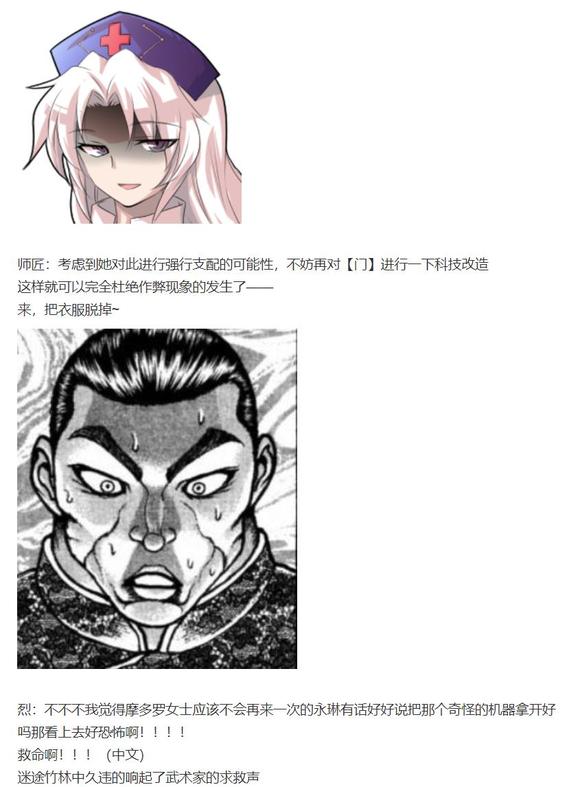 师匠：考虑到她对此进行强行支配的可能性，不妨再对【门】进行一下科技改造
这样就可以完全杜绝作弊现象的发生了——
来，把衣服脱掉~
烈：不不不我觉得摩多罗女士应该不会再来一次的永琳有话好好说把那个奇怪的机器拿开好
吗那看上去好恐怖啊！！！！
救命啊！！！（中文）
迷途竹林中久违的响起了武术家的求救声